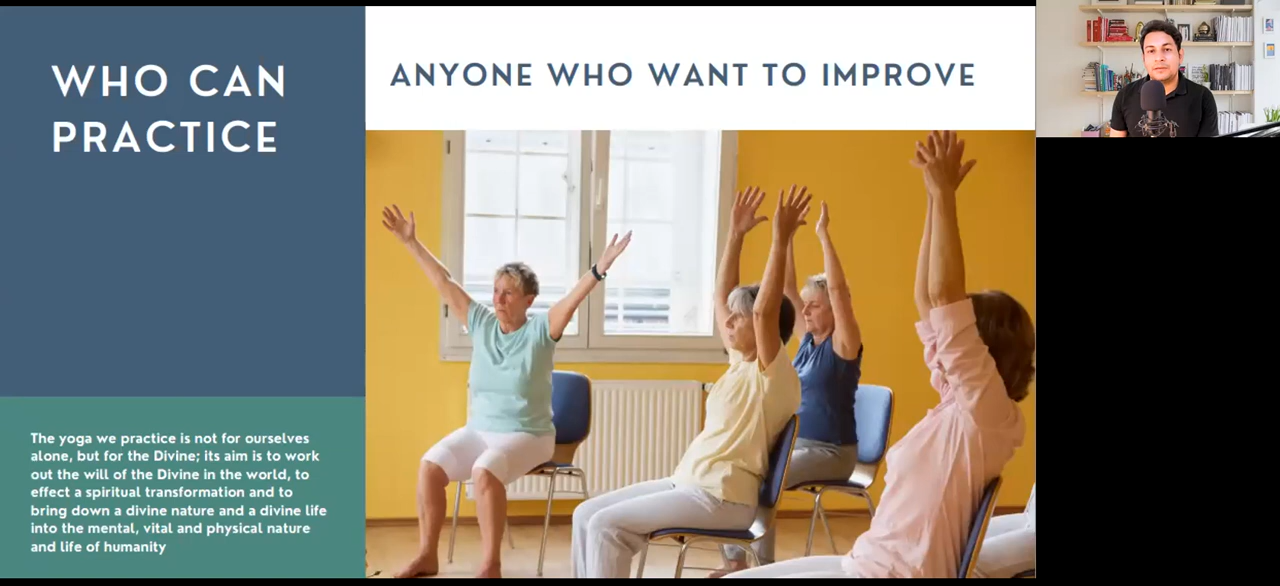 WHO CAN
PRACTICE
ANYONE WHO WANT TO IMPROVE
The yoga we practice is not for ourselves
alone, but for the Divine; its aim is to work
out the will of the Divine in the world, to
effect a spiritual transformation and to
bring down a divine nature and a divine life
into the mental, vital and physical nature
and life of humanity